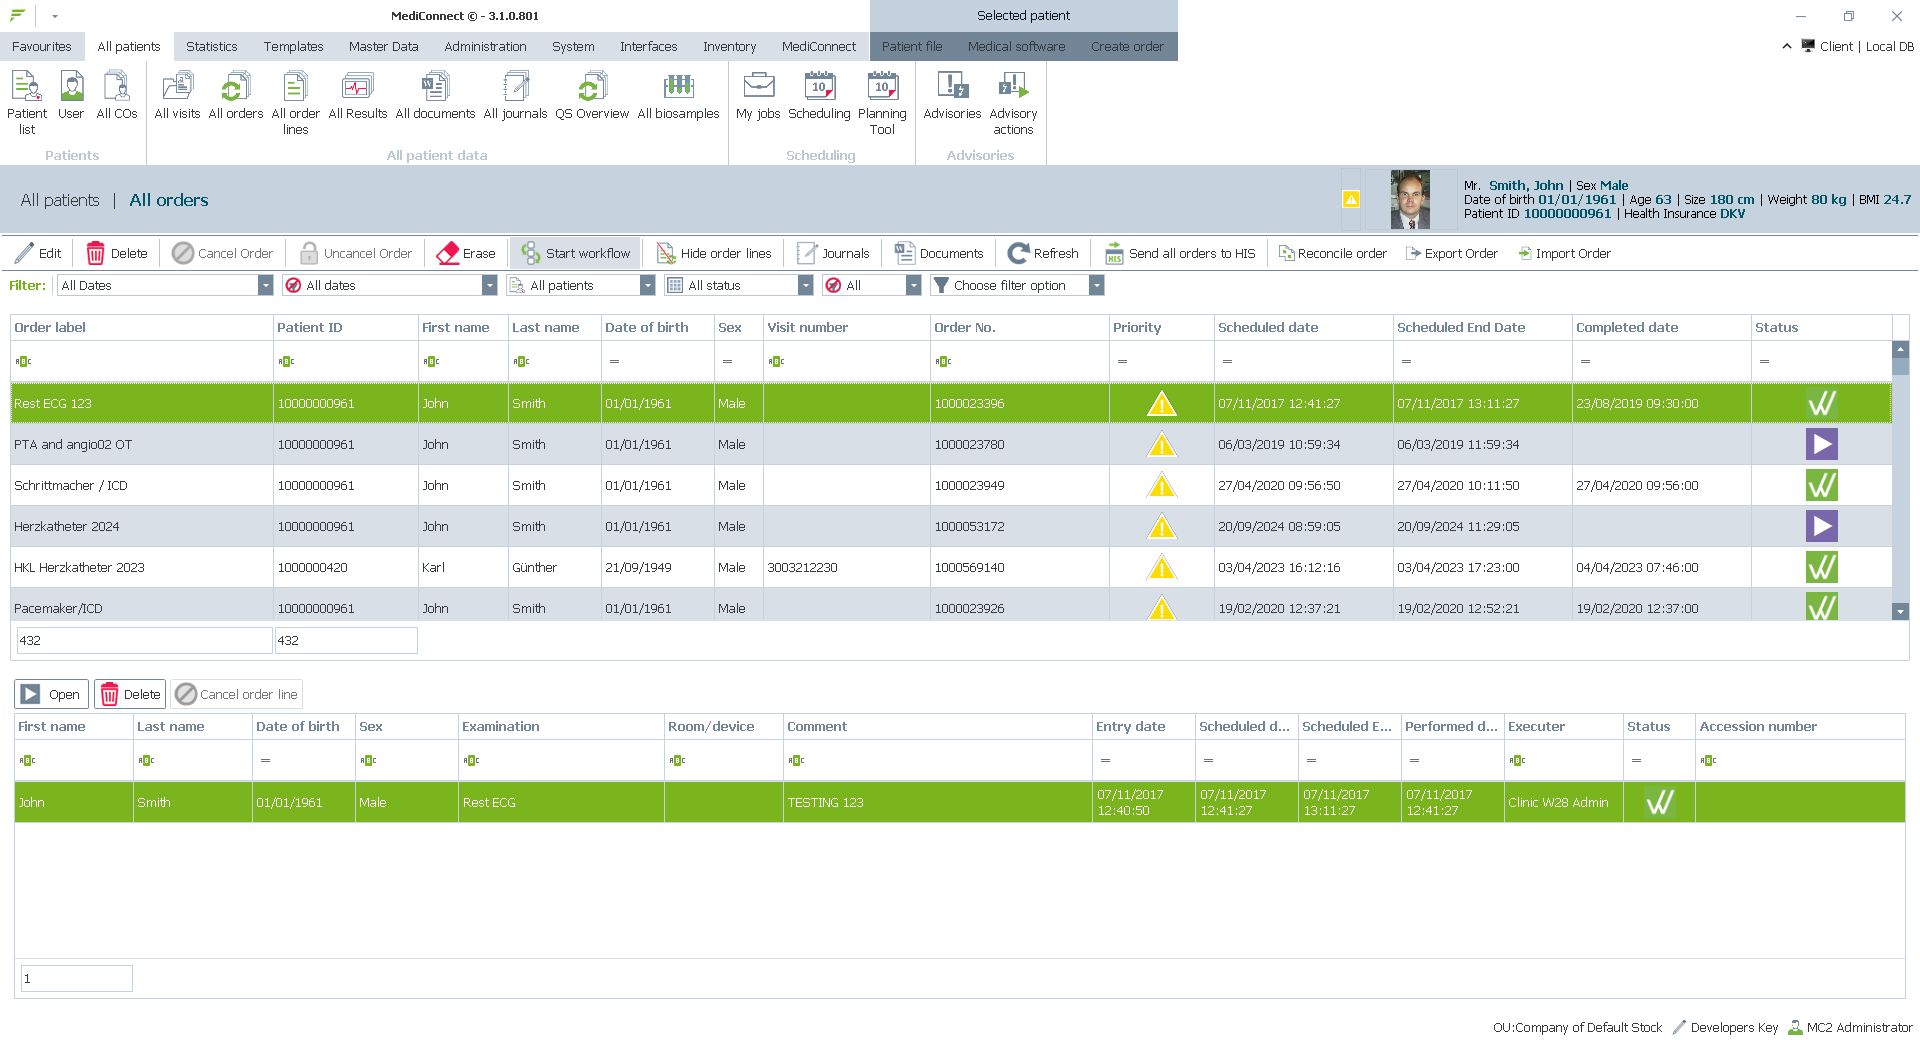 MediConnect © - 3.1.0.801
Selected patient
Favourites All patients Statistics Templates Master Data Administration System Interfaces Inventory MediConnect Patient file Medical software Create order
Client | Local DB
Patient list User All COs All visits All orders All order lines All Results All documents All journals QS Overview All biosamples My jobs Scheduling Planning Tool Advisories Advisory actions
Patients All patient data Scheduling Advisories
All patients | All orders
Mr. Smith, John | Sex Male
Date of birth 01/01/1961 | Age 63 | Size 180 cm | Weight 80 kg | BMI 24.7
Patient ID 10000000961 | Health Insurance DKV
Edit Delete Cancel Order Uncancel Order Erase Start workflow Hide order lines Journals Documents Refresh Send all orders to HIS Reconcile order Export Order Import Order
Filter: All Dates All dates All patients All status All Choose filter option
Order label Patient ID First name Last name Date of birth Sex Visit number Order No. Priority Scheduled date Scheduled End Date Completed date Status
ABC ABC ABC ABC = = ABC ABC = = = = =
Rest ECG 123 10000000961 John Smith 01/01/1961 Male 1000023396 07/11/2017 12:41:27 07/11/2017 13:11:27 23/08/2019 09:30:00
PTA and angio02 OT 10000000961 John Smith 01/01/1961 Male 1000023780 06/03/2019 10:59:34 06/03/2019 11:59:34
Schrittmacher / ICD 10000000961 John Smith 01/01/1961 Male 1000023949 27/04/2020 09:56:50 27/04/2020 10:11:50 27/04/2020 09:56:00
Herzkatheter 2024 10000000961 John Smith 01/01/1961 Male 1000053172 20/09/2024 08:59:05 20/09/2024 11:29:05
HKL Herzkatheter 2023 1000000420 Karl Günther 21/09/1949 Male 3003212230 1000569140 03/04/2023 16:12:16 03/04/2023 17:23:00 04/04/2023 07:46:00
Pacemaker/ICD 10000000961 John Smith 01/01/1961 Male 1000023926 19/02/2020 12:37:21 19/02/2020 12:52:21 19/02/2020 12:37:00
432 432
Open Delete Cancel order line
First name Last name Date of birth Sex Examination Room/device Comment Entry date Scheduled d... Scheduled E... Performed d... Executer Status Accession number
ABC ABC = ABC ABC ABC ABC = = = = ABC = ABC
John Smith 01/01/1961 Male Rest ECG TESTING 123 07/11/2017 12:40:50 07/11/2017 12:41:27 07/11/2017 13:11:27 07/11/2017 12:41:27 Clinic W28 Admin
1
OU:Company of Default Stock Developers Key MC2 Administrator